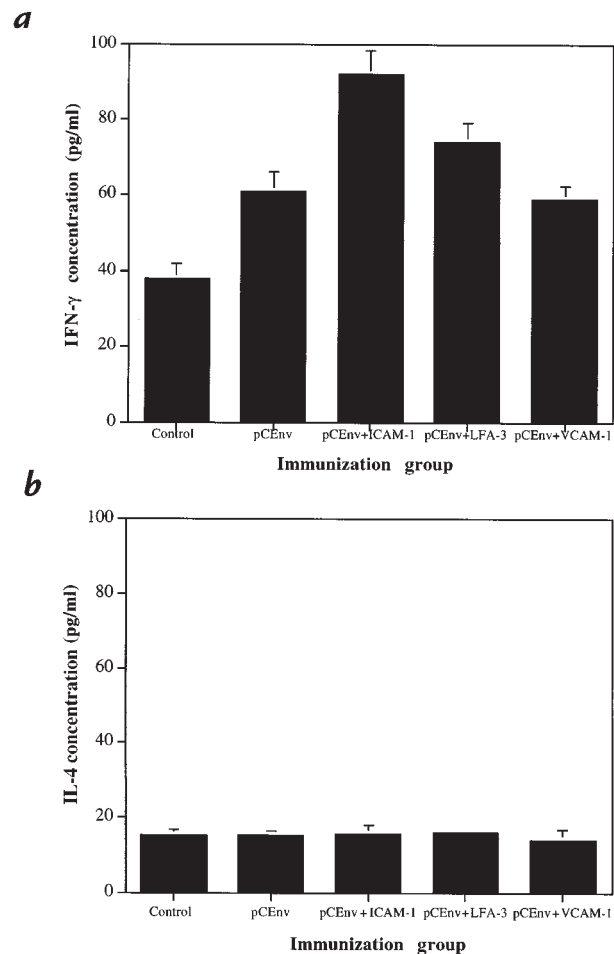 a
IFN-γ concentration (pg/ml)
100
80
60
40
20
0
Control pCEnv pCEnv+ICAM-1 pCEnv+LFA-3 pCEnv+VCAM-1
Immunization group
b
IL-4 concentration (pg/ml)
100
80
60
40
20
0
Control pCEnv pCEnv+ICAM-1 pCEnv+LFA-3 pCEnv+VCAM-1
Immunization group